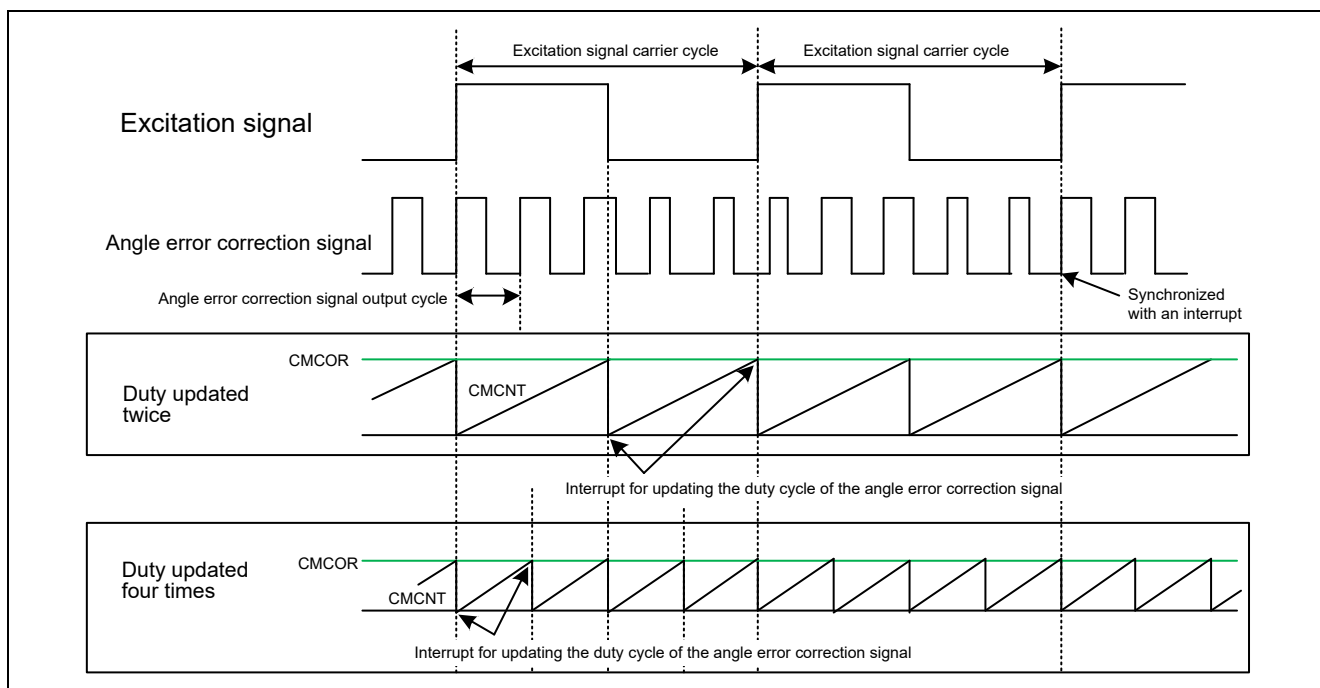 Excitation signal carrier cycle
Excitation signal carrier cycle
Excitation signal
Angle error correction signal
Angle error correction signal output cycle
Synchronized
with an interrupt
CMCOR
Duty updated
twice
CMCNT
Interrupt for updating the duty cycle of the angle error correction signal
CMCOR
Duty updated
four times
CMCNT
Interrupt for updating the duty cycle of the angle error correction signal